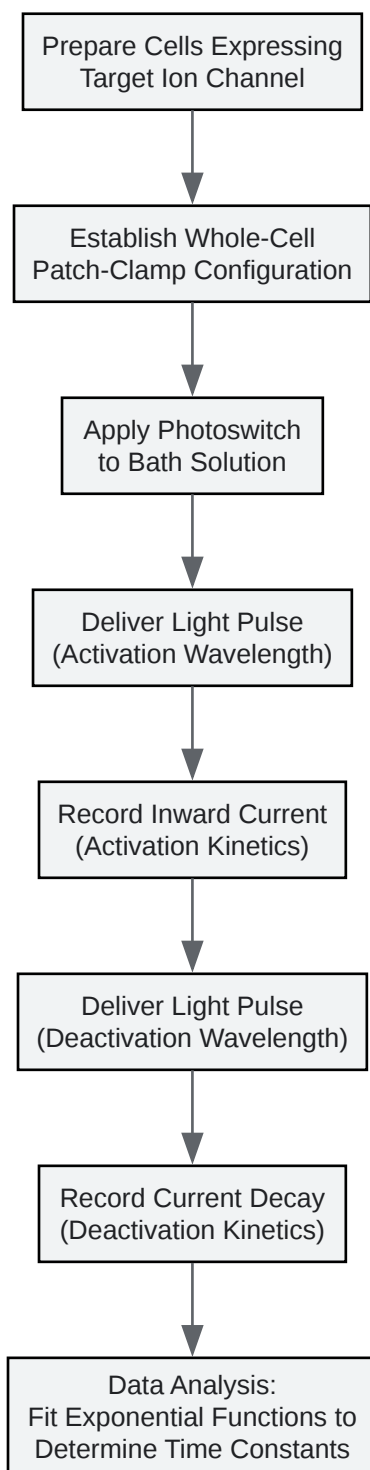 Prepare Cells Expressing
Target Ion Channel
Establish Whole-Cell
Patch-Clamp Configuration
Apply Photoswitch
to Bath Solution
Deliver Light Pulse
(Activation Wavelength)
Record Inward Current
(Activation Kinetics)
Deliver Light Pulse
(Deactivation Wavelength)
Record Current Decay
(Deactivation Kinetics)
Data Analysis:
Fit Exponential Functions to
Determine Time Constants